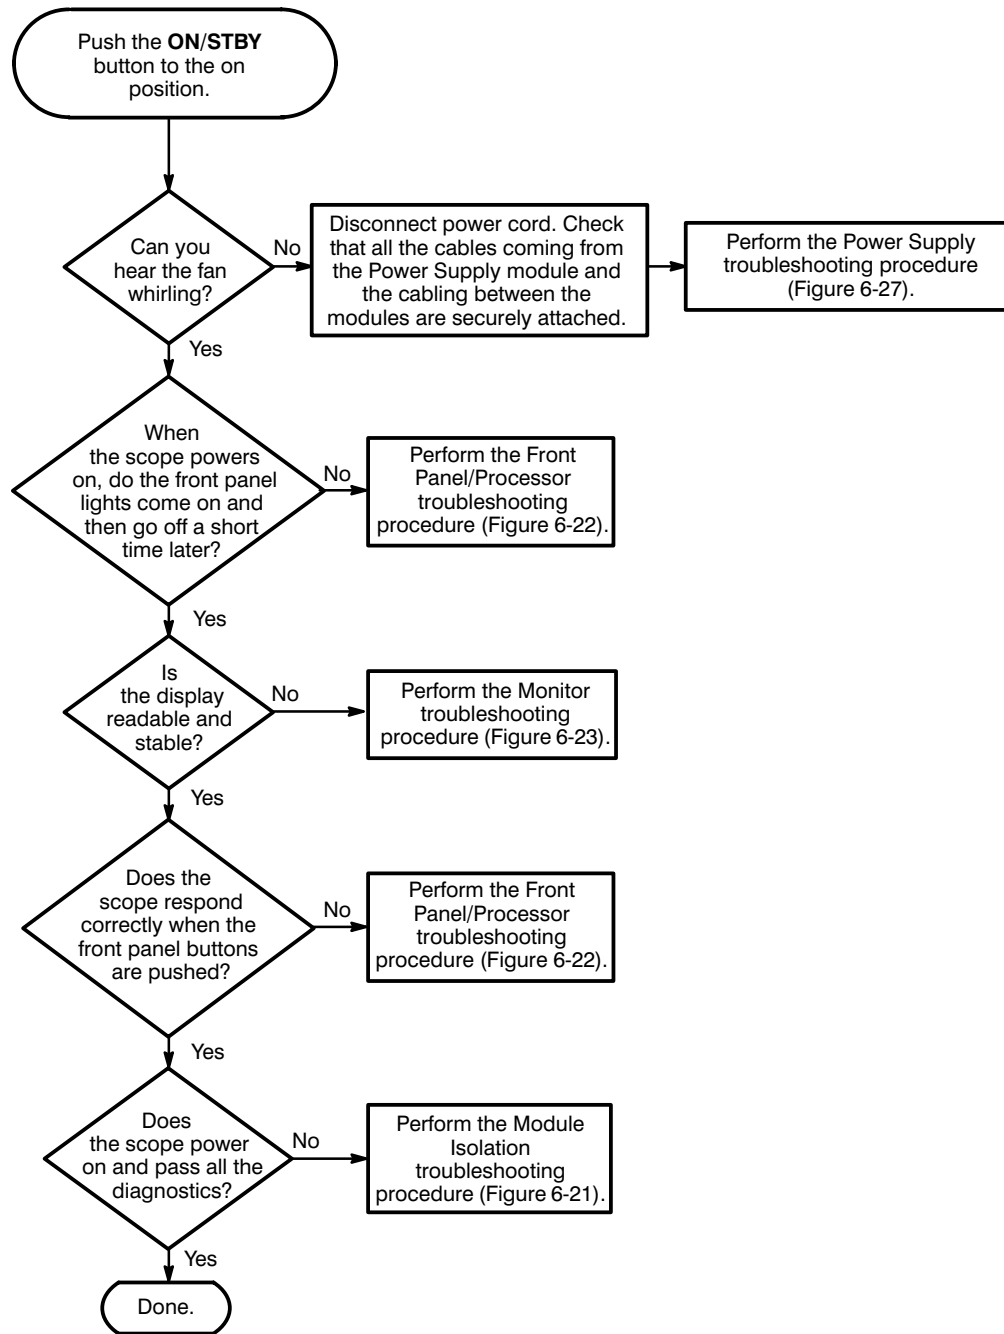 Push the ON/STBY
button to the on
position.
Can you
hear the fan
whirling?
No
Disconnect power cord. Check
that all the cables coming from
the Power Supply module and
the cabling between the
modules are securely attached.
Perform the Power Supply
troubleshooting procedure
(Figure 6-27).
Yes
When
the scope powers
on, do the front panel
lights come on and
then go off a short
time later?
No
Perform the Front
Panel/Processor
troubleshooting
procedure (Figure 6-22).
Yes
Is
the display
readable and
stable?
No
Perform the Monitor
troubleshooting
procedure (Figure 6-23).
Yes
Does the
scope respond
correctly when the
front panel buttons
are pushed?
No
Perform the Front
Panel/Processor
troubleshooting
procedure (Figure 6-22).
Yes
Does
the scope power
on and pass all the
diagnostics?
No
Perform the Module
Isolation
troubleshooting
procedure (Figure 6-21).
Yes
Done.